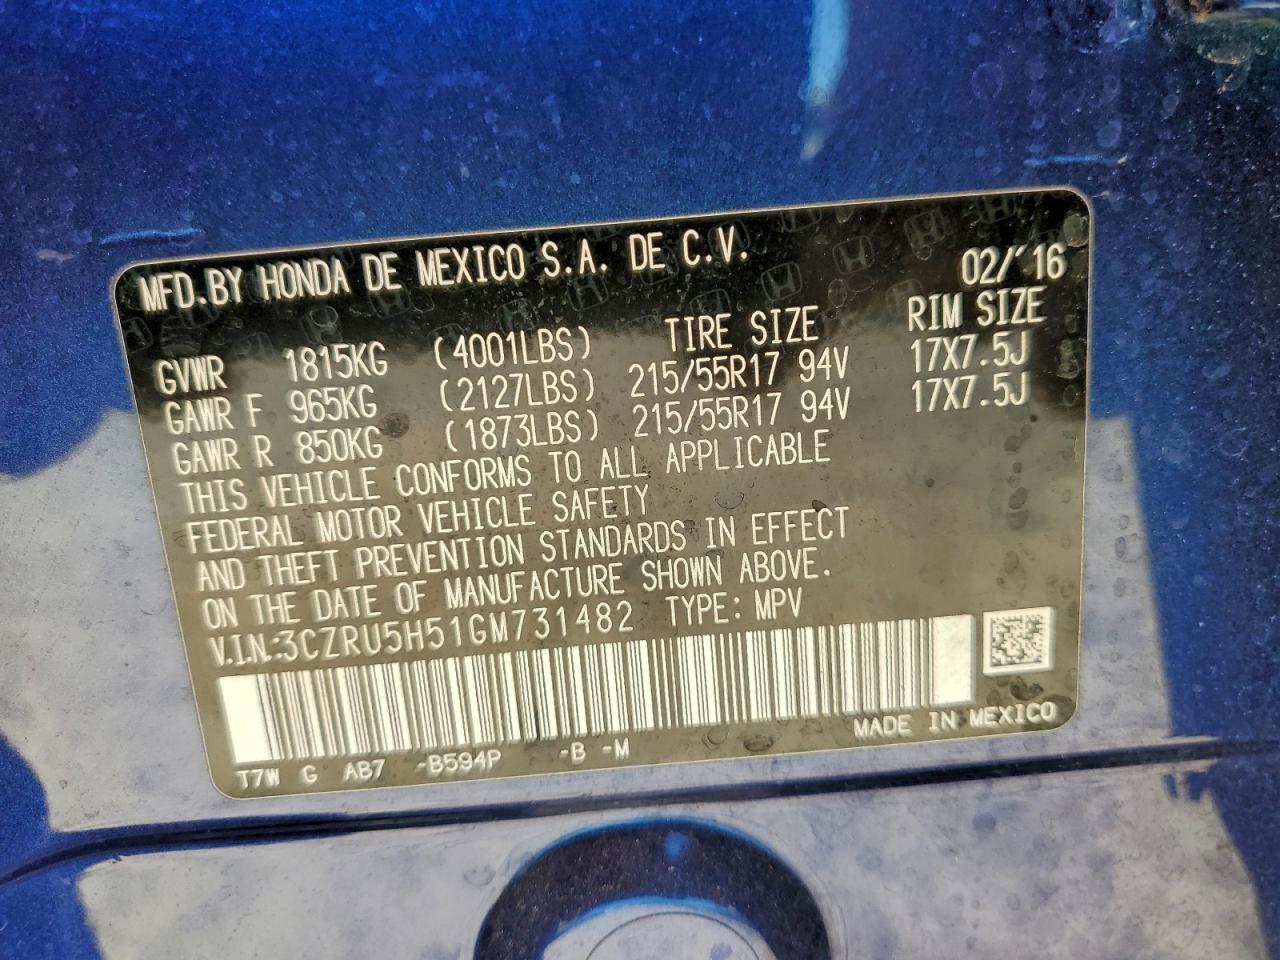 MFD.BY HONDA DE MEXICO S.A. DE C.V. 02/'16
TIRE SIZE RIM SIZE
GVWR 1815KG (4001LBS)
GAWR F 965KG (2127LBS) 215/55R17 94V 17X7.5J
GAWR R 850KG (1873LBS) 215/55R17 94V 17X7.5J
THIS VEHICLE CONFORMS TO ALL APPLICABLE
FEDERAL MOTOR VEHICLE SAFETY
AND THEFT PREVENTION STANDARDS IN EFFECT
ON THE DATE OF MANUFACTURE SHOWN ABOVE.
V.I.N:3CZRU5H51GM731482 TYPE: MPV
T7W G AB7 -B594P -B -M MADE IN MEXICO